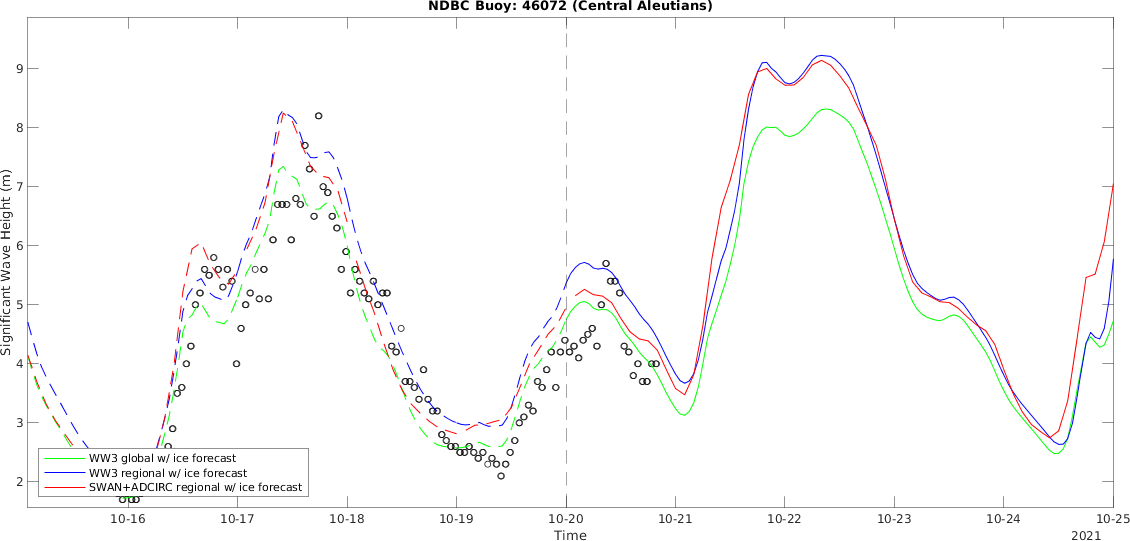 NDBC Buoy: 46072 (Central Aleutians)
9
8
7
6
5
4
3
2
Significant Wave Height (m)
WW3 global w/ ice forecast
WW3 regional w/ ice forecast
SWAN+ADCIRC regional w/ ice forecast
10-16 10-17 10-18 10-19 10-20 10-21 10-22 10-23 10-24 10-25
Time
2021